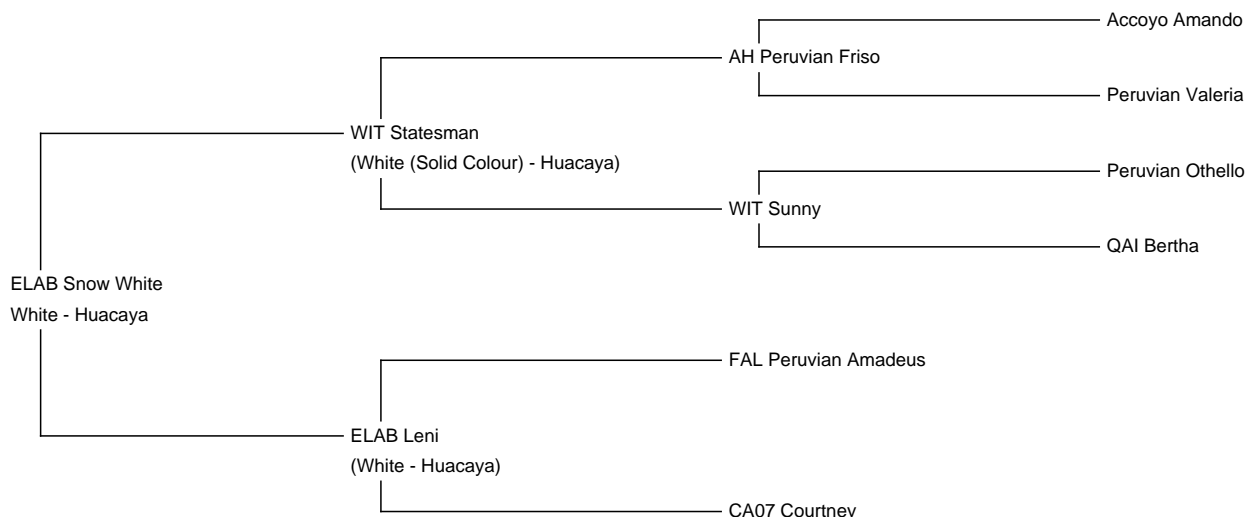 Accoyo Amando
AH Peruvian Friso
Peruvian Valeria
WIT Statesman
(White (Solid Colour) - Huacaya)
Peruvian Othello
WIT Sunny
QAI Bertha
ELAB Snow White
White - Huacaya
FAL Peruvian Amadeus
ELAB Leni
(White - Huacaya)
CA07 Courtney